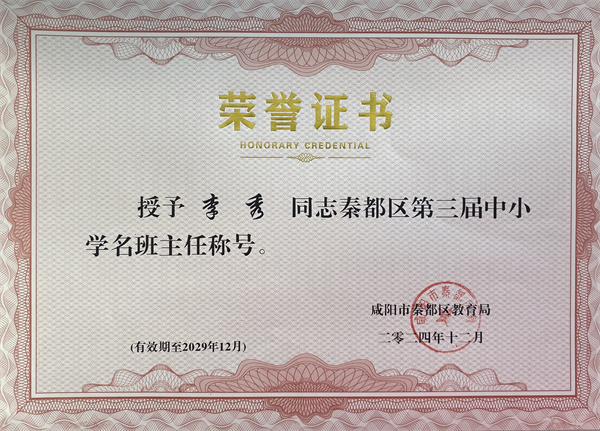 荣誉证书
HONORARY CREDENTIAL
授予 李 秀 同志秦都区第三届中小
学名班主任称号。
咸阳市秦都区教育局
二零二四年十二月
(有效期至2029年12月)